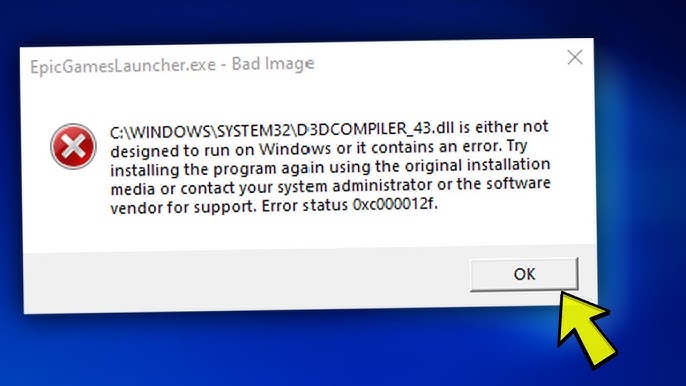 EpicGamesLauncher.exe - Bad Image
C:\WINDOWS\SYSTEM32\D3DCOMPILER_43.dll is either not
designed to run on Windows or it contains an error. Try
installing the program again using the original installation
media or contact your system administrator or the software
vendor for support. Error status 0xc000012f.
OK